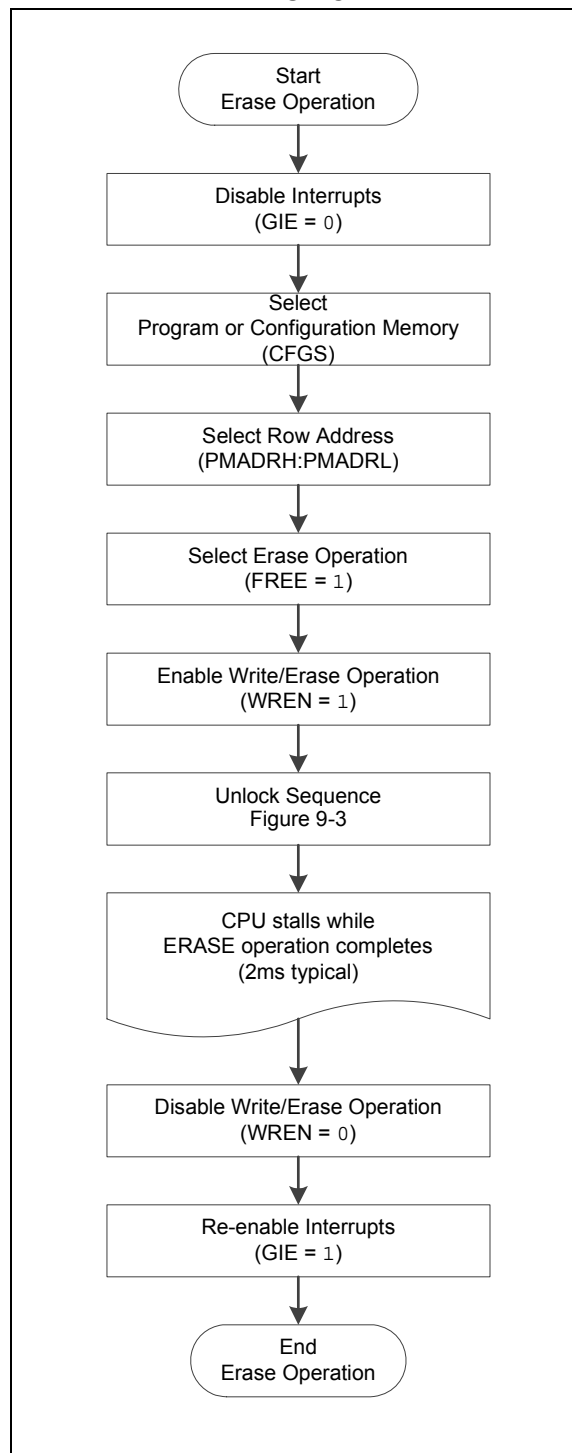 Start
Erase Operation
Disable Interrupts
(GIE = 0)
Select
Program or Configuration Memory
(CFGS)
Select Row Address
(PMADRH:PMADRL)
Select Erase Operation
(FREE = 1)
Enable Write/Erase Operation
(WREN = 1)
Unlock Sequence
Figure 9-3
CPU stalls while
ERASE operation completes
(2ms typical)
Disable Write/Erase Operation
(WREN = 0)
Re-enable Interrupts
(GIE = 1)
End
Erase Operation